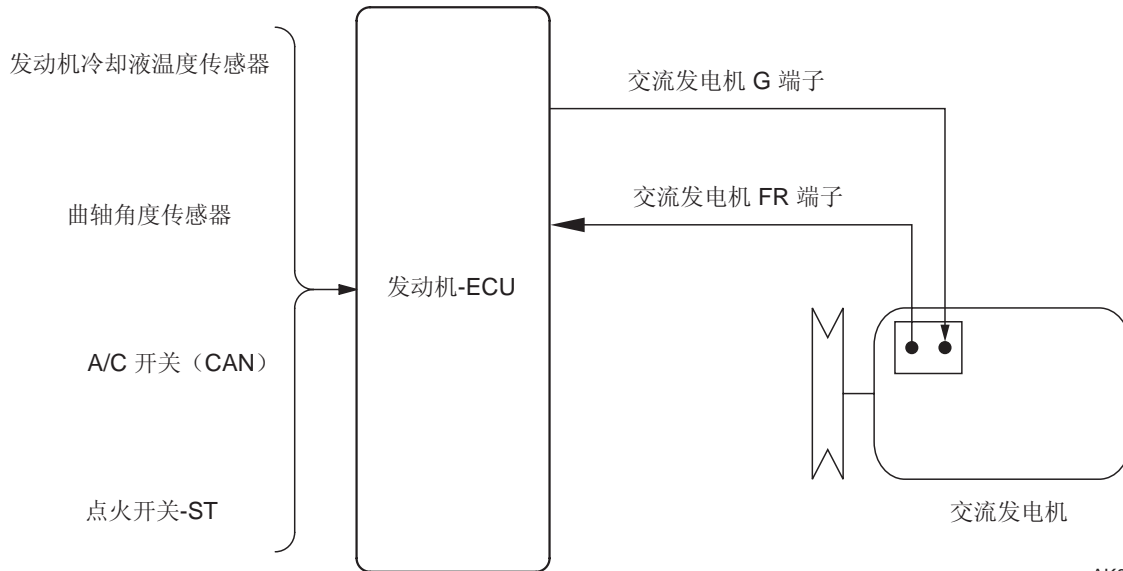 发动机冷却液温度传感器
曲轴角度传感器
A/C 开关（CAN）
点火开关-ST
发动机-ECU
交流发电机 G 端子
交流发电机 FR 端子
交流发电机